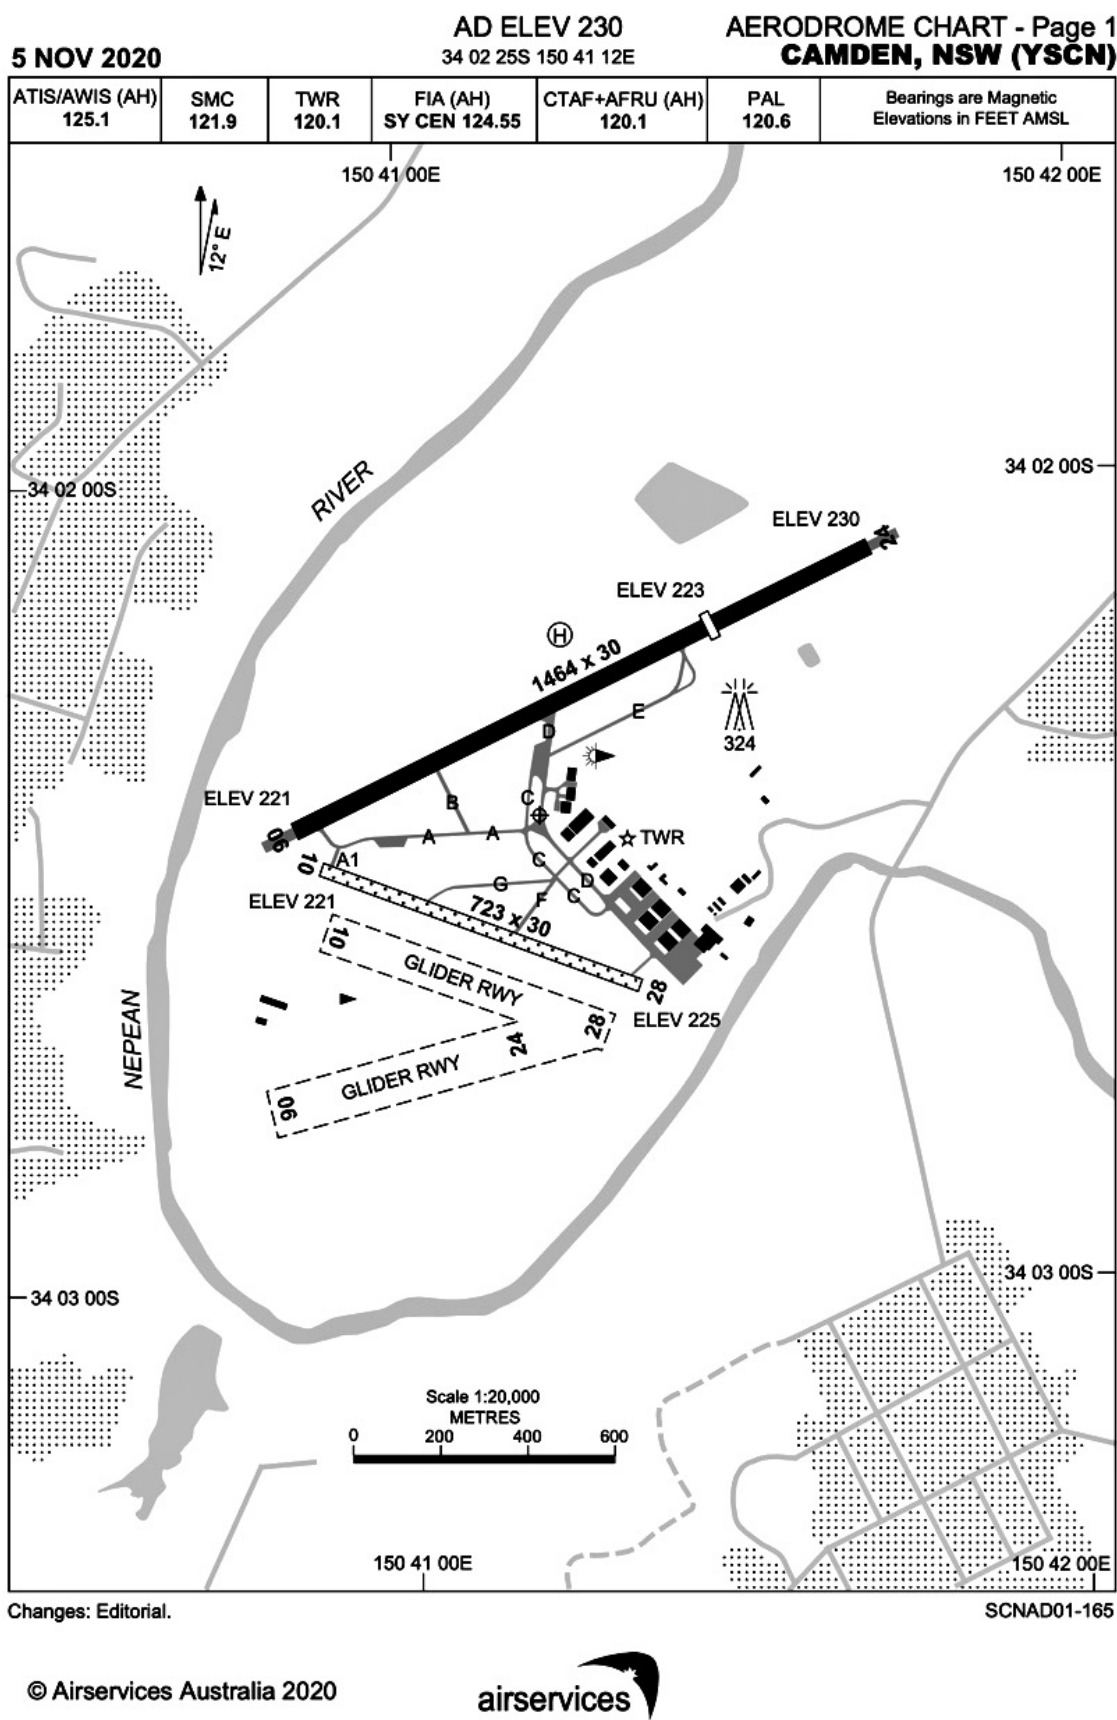 AD ELEV 230
AERODROME CHART - Page 1
5 NOV 2020
34 02 25S 150 41 12E
CAMDEN, NSW (YSCN)
ATIS/AWIS (AH)
125.1
SMC
121.9
TWR
120.1
FIA (AH)
SY CEN 124.55
CTAF+AFRU (AH)
120.1
PAL
120.6
Bearings are Magnetic
Elevations in FEET AMSL
150 41 00E
150 42 00E
12° E
34 02 00S
34 02 00S
RIVER
ELEV 230
24
ELEV 223
H
1464 x 30
E
D
324
ELEV 221
B
C
06
A
A
TWR
10
A1
C
G
D
C
F
ELEV 221
723 x 30
10
GLIDER RWY
28
28
ELEV 225
24
GLIDER RWY
06
NEPEAN
34 03 00S
34 03 00S
Scale 1:20,000
METRES
0 200 400 600
150 41 00E
150 42 00E
Changes: Editorial.
SCNAD01-165
© Airservices Australia 2020
airservices